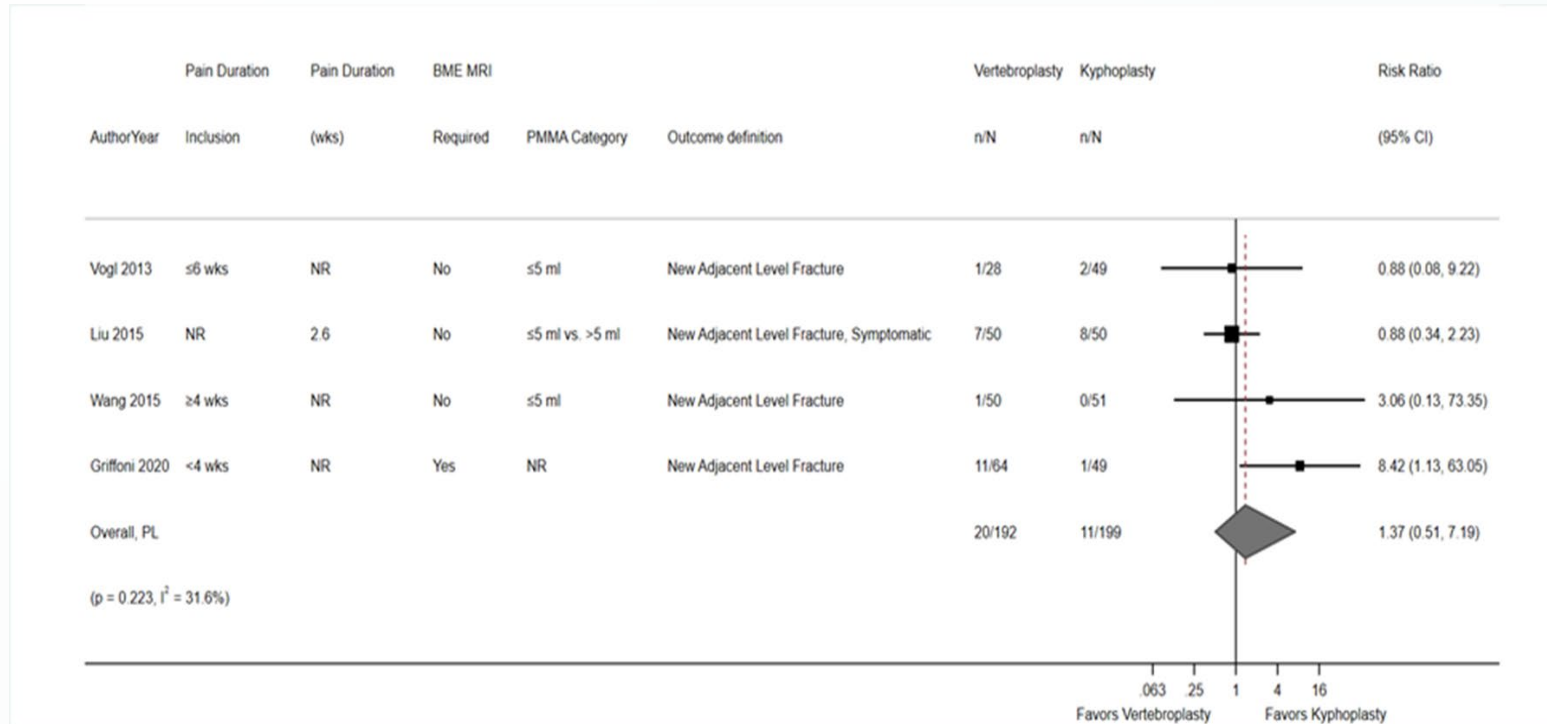 Pain Duration Pain Duration BME MRI Vertebroplasty Kyphoplasty Risk Ratio
AuthorYear Inclusion (wks) Required PMMA Category Outcome definition n/N n/N (95% CI)
Vogl 2013 ≤6 wks NR No ≤5 ml New Adjacent Level Fracture 1/28 2/49 0.88 (0.08, 9.22)
Liu 2015 NR 2.6 No ≤5 ml vs. >5 ml New Adjacent Level Fracture, Symptomatic 7/50 8/50 0.88 (0.34, 2.23)
Wang 2015 ≥4 wks NR No ≤5 ml New Adjacent Level Fracture 1/50 0/51 3.06 (0.13, 73.35)
Griffoni 2020 <4 wks NR Yes NR New Adjacent Level Fracture 11/64 1/49 8.42 (1.13, 63.05)
Overall, PL 20/192 11/199 1.37 (0.51, 7.19)
(p = 0.223, I² = 31.6%)
.063 .25 1 4 16
Favors Vertebroplasty Favors Kyphoplasty